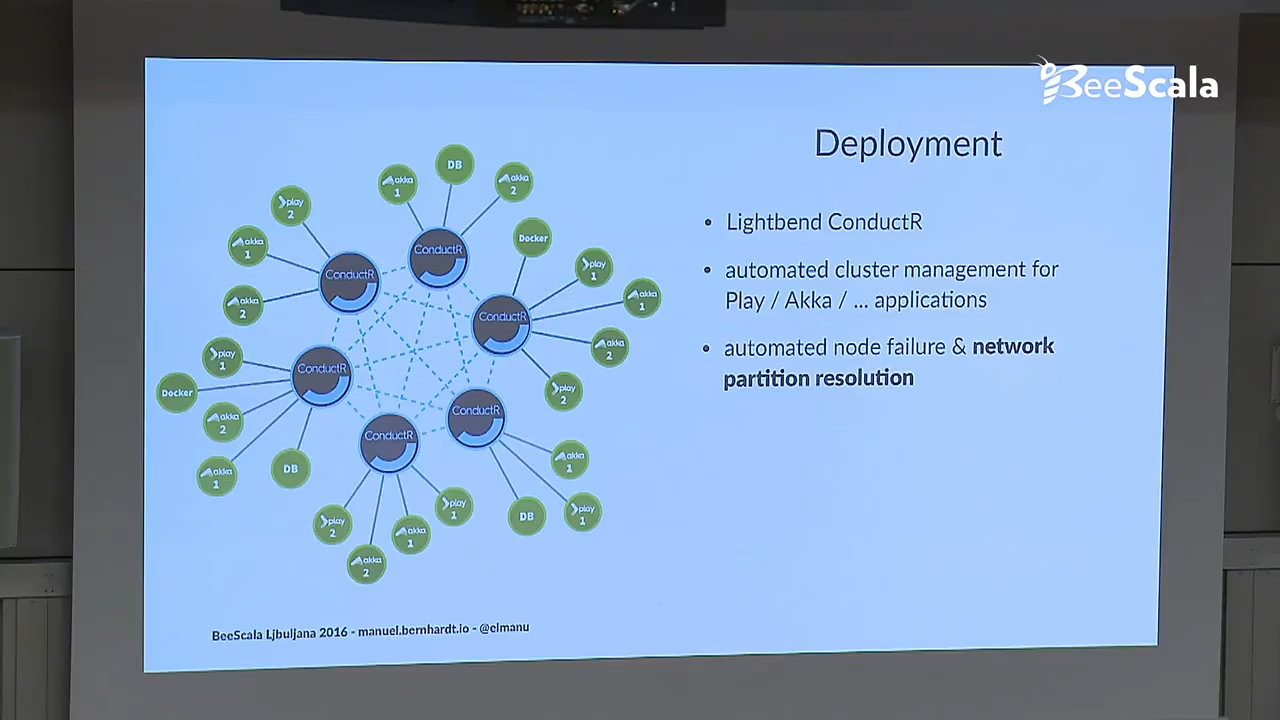 BeeScala
Deployment
• Lightbend ConductR
• automated cluster management for
Play / Akka / ... applications
• automated node failure & network
partition resolution
DB
akka
1
akka
2
play
2
akka
1
akka
2
ConductR
ConductR
Docker
play
1
akka
1
akka
2
play
2
ConductR
play
1
Docker
akka
2
akka
1
DB
ConductR
ConductR
ConductR
akka
1
play
1
DB
play
1
akka
1
akka
2
play
2
BeeScala Ljbuljana 2016 - manuel.bernhardt.io - @elmanu